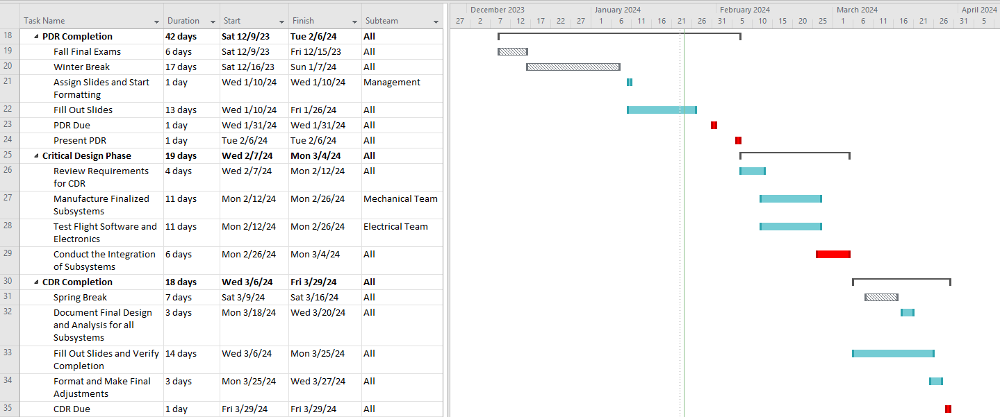 December 2023 January 2024 February 2024 March 2024 April 2024
Task Name Duration Start Finish Subteam 27 2 7 12 17 22 27 1 6 11 16 21 26 31 5 10 15 20 25 1 6 11 16 21 26 31 5
18 PDR Completion 42 days Sat 12/9/23 Tue 2/6/24 All
19 Fall Final Exams 6 days Sat 12/9/23 Fri 12/15/23 All
20 Winter Break 17 days Sat 12/16/23 Sun 1/7/24 All
21 Assign Slides and Start 1 day Wed 1/10/24 Wed 1/10/24 Management
Formatting
22 Fill Out Slides 13 days Wed 1/10/24 Fri 1/26/24 All
23 PDR Due 1 day Wed 1/31/24 Wed 1/31/24 All
24 Present PDR 1 day Tue 2/6/24 Tue 2/6/24 All
25 Critical Design Phase 19 days Wed 2/7/24 Mon 3/4/24 All
26 Review Requirements 4 days Wed 2/7/24 Mon 2/12/24 All
for CDR
27 Manufacture Finalized 11 days Mon 2/12/24 Mon 2/26/24 Mechanical Team
Subsystems
28 Test Flight Software and 11 days Mon 2/12/24 Mon 2/26/24 Electrical Team
Electronics
29 Conduct the Integration 6 days Mon 2/26/24 Mon 3/4/24 All
of Subsystems
30 CDR Completion 18 days Wed 3/6/24 Fri 3/29/24 All
31 Spring Break 7 days Sat 3/9/24 Sat 3/16/24 All
32 Document Final Design 3 days Mon 3/18/24 Wed 3/20/24 All
and Analysis for all
Subsystems
33 Fill Out Slides and Verify 14 days Wed 3/6/24 Mon 3/25/24 All
Completion
34 Format and Make Final 3 days Mon 3/25/24 Wed 3/27/24 All
Adjustments
35 CDR Due 1 day Fri 3/29/24 Fri 3/29/24 All